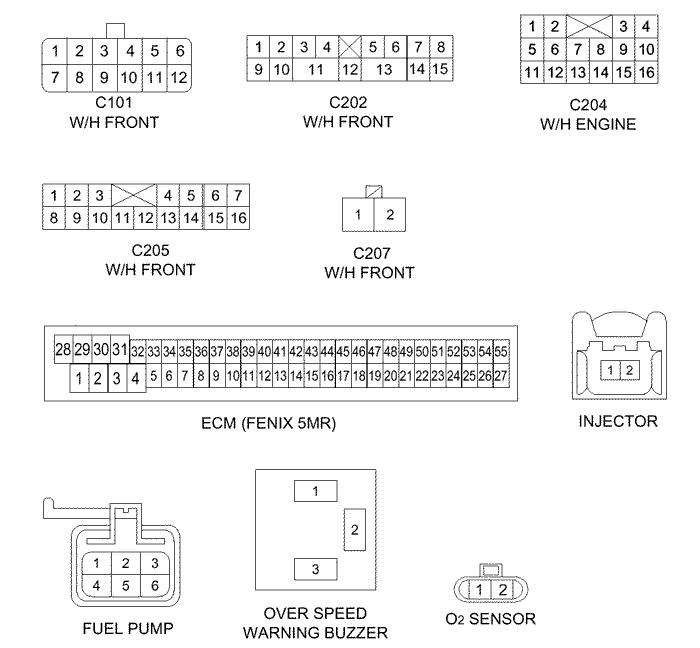 1 2 3 4 5 6
7 8 9 10 11 12
C101
W/H FRONT
1 2 3 4 5 6 7 8
9 10 11 12 13 14 15
C202
W/H FRONT
1 2 3 4
5 6 7 8 9 10
11 12 13 14 15 16
C204
W/H ENGINE
1 2 3 4 5 6 7
8 9 10 11 12 13 14 15 16
C205
W/H FRONT
1 2
C207
W/H FRONT
28 29 30 31 32 33 34 35 36 37 38 39 40 41 42 43 44 45 46 47 48 49 50 51 52 53 54 55
1 2 3 4 5 6 7 8 9 10 11 12 13 14 15 16 17 18 19 20 21 22 23 24 25 26 27
ECM (FENIX 5MR)
1 2
INJECTOR
1 2 3
4 5 6
FUEL PUMP
1
2
3
OVER SPEED
WARNING BUZZER
1 2
O2 SENSOR